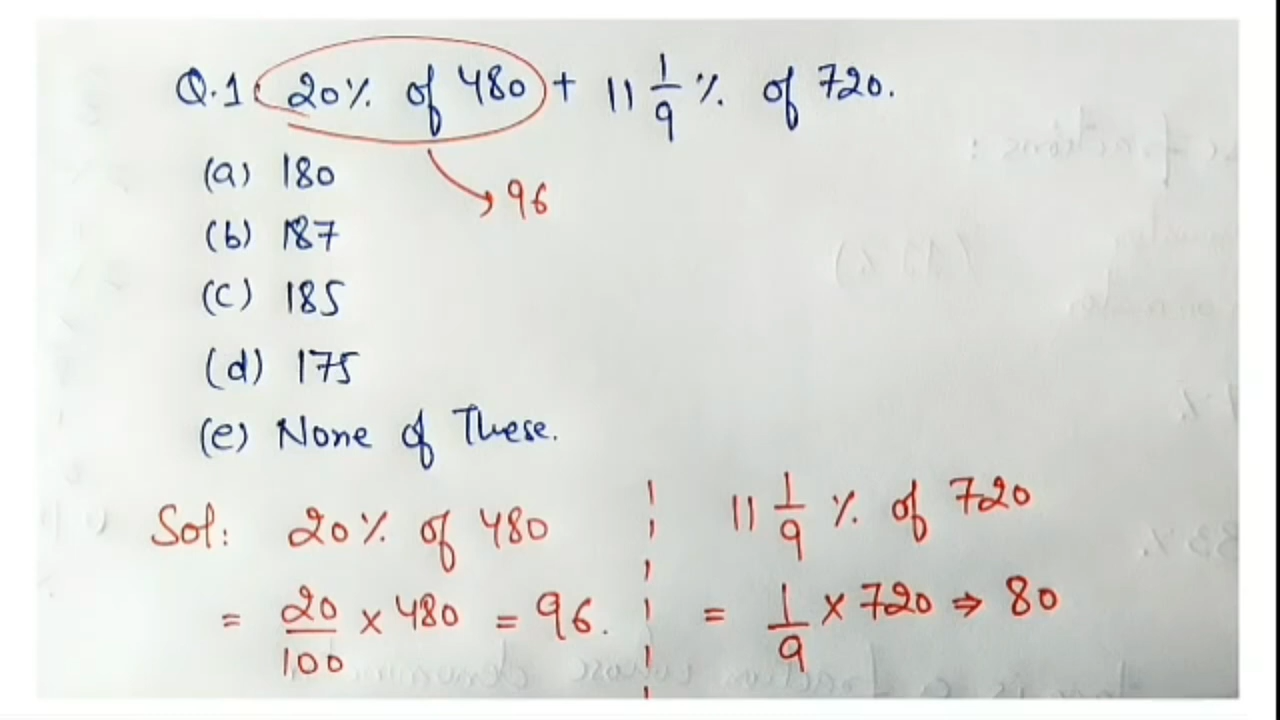 Q.1. 20% of 480 + 11 1/9 % of 720.
(a) 180
→ 96
(b) 187
(c) 185
(d) 175
(e) None of These.
Sol: 20% of 480
= 20/100 × 480 = 96.
11 1/9 % of 720
= 1/9 × 720 ⇒ 80